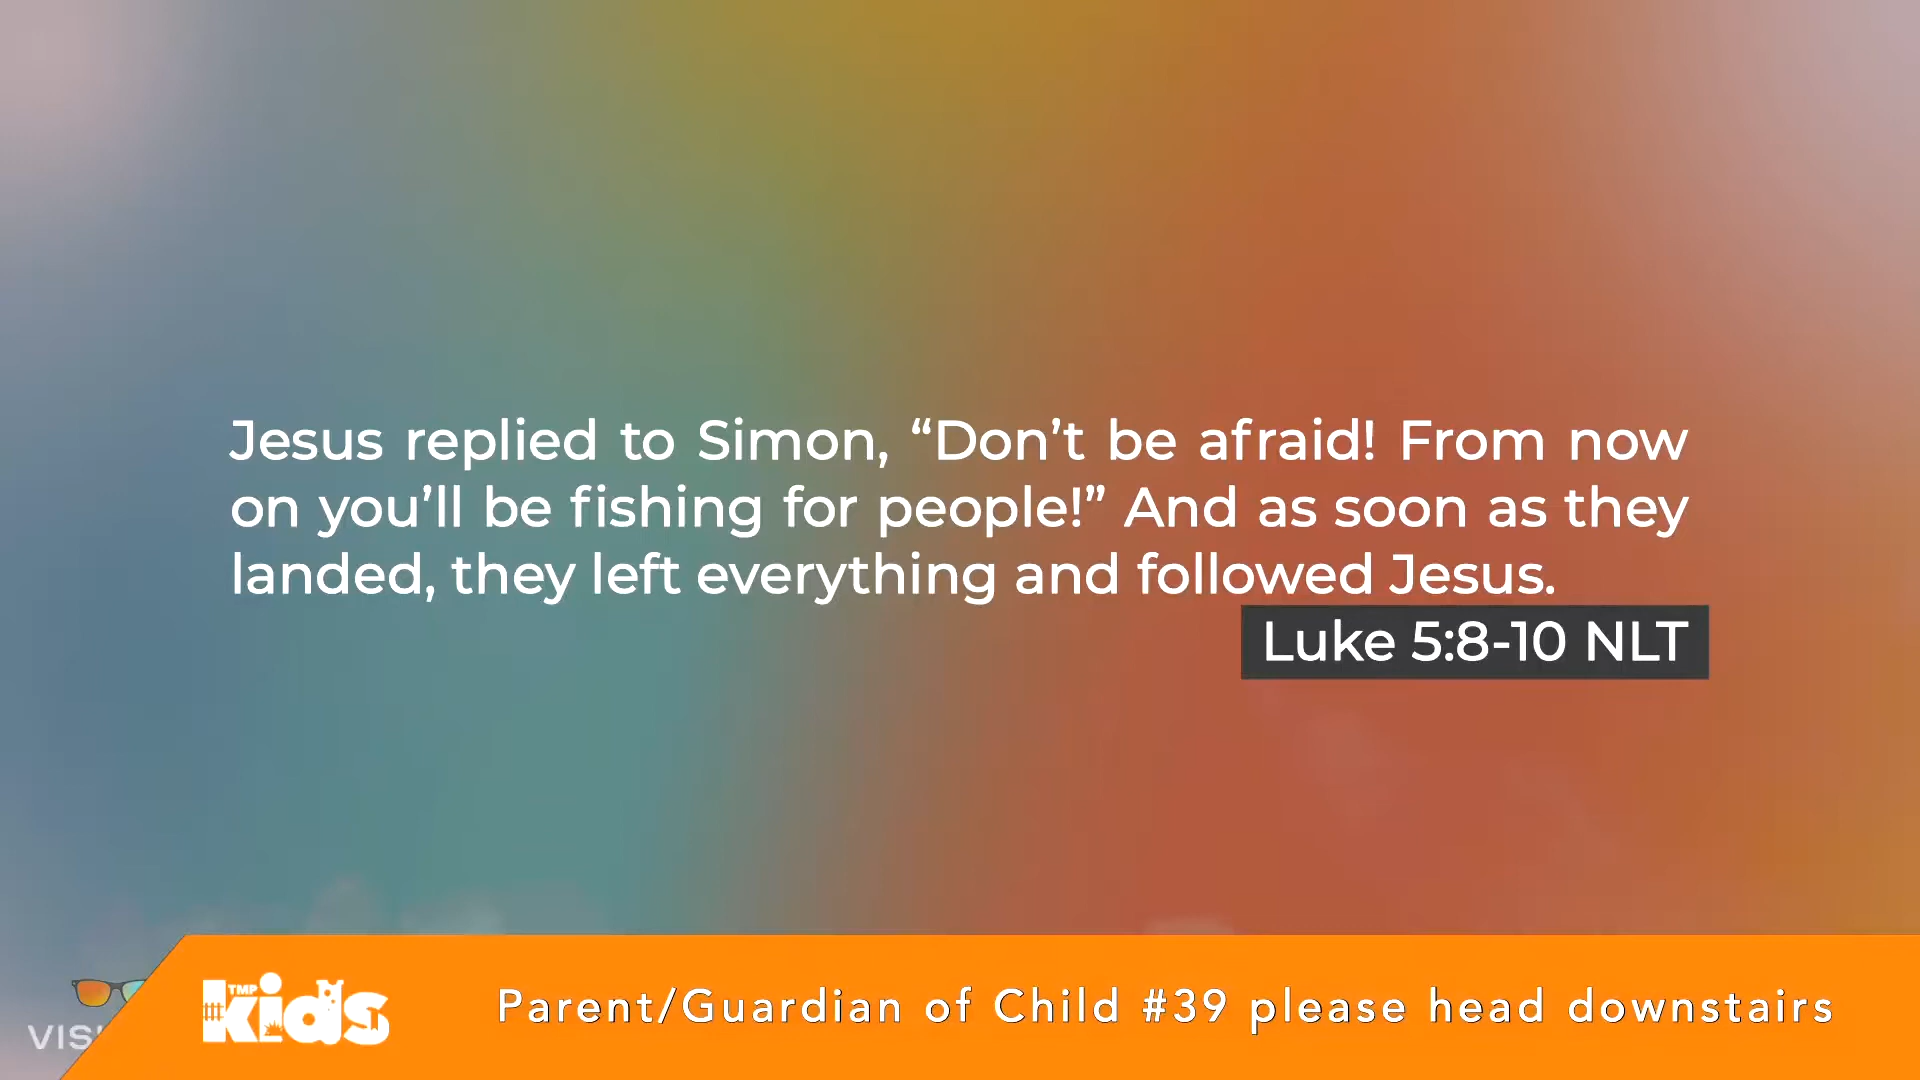 Jesus replied to Simon, “Don’t be afraid! From now
on you’ll be fishing for people!” And as soon as they
landed, they left everything and followed Jesus.
Luke 5:8-10 NLT
TMP
kids
Parent/Guardian of Child #39 please head downstairs